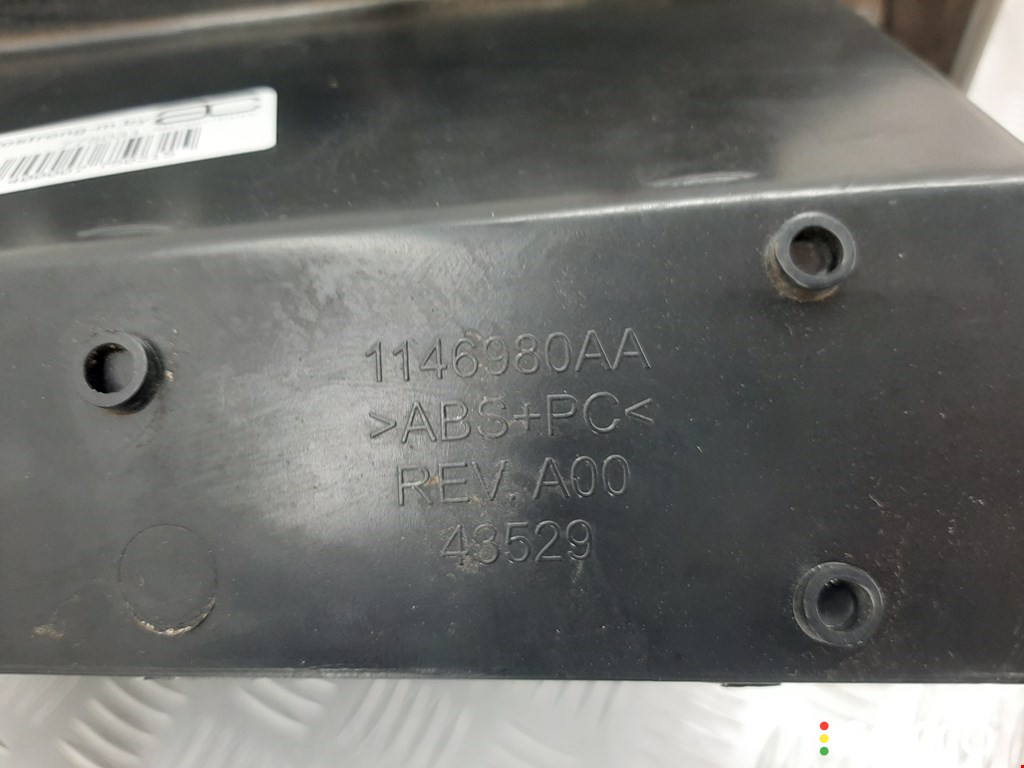 1146980AA
>ABS+PC<
REV. A00
48529